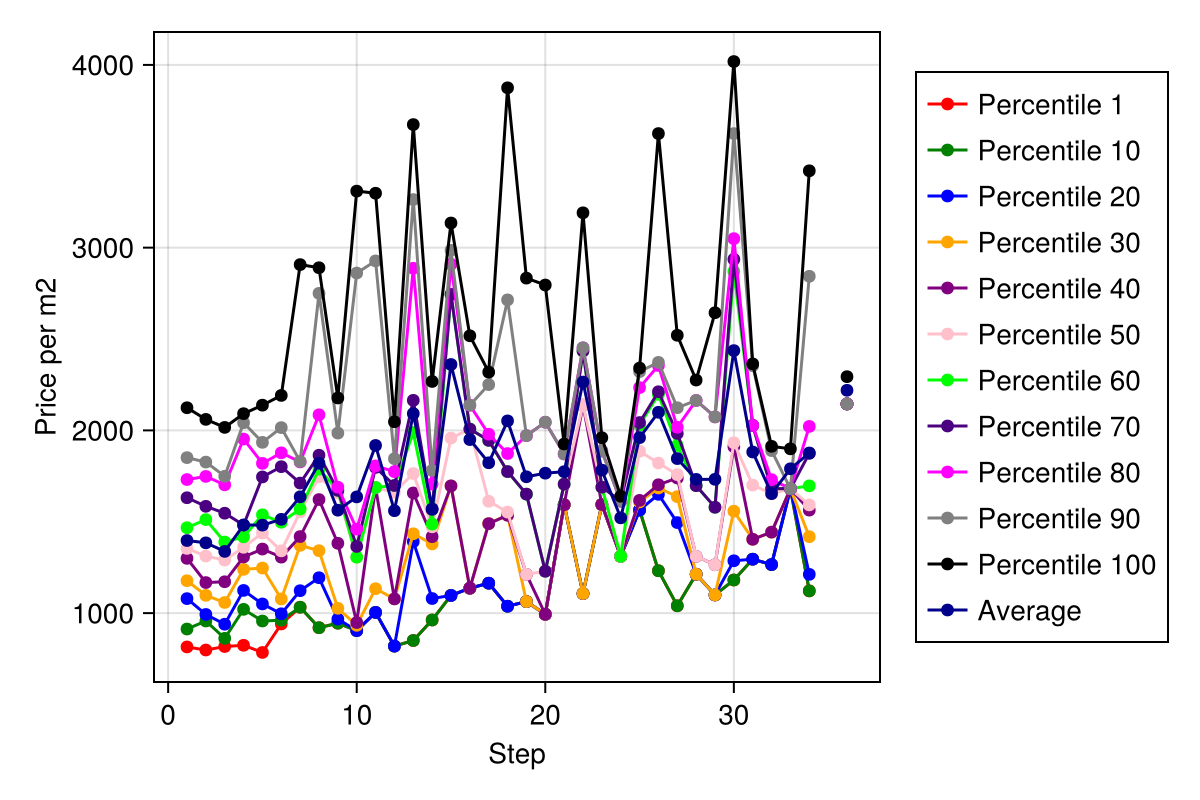 4000
3000
2000
1000
Price per m2
0 10 20 30
Step
Percentile 1
Percentile 10
Percentile 20
Percentile 30
Percentile 40
Percentile 50
Percentile 60
Percentile 70
Percentile 80
Percentile 90
Percentile 100
Average